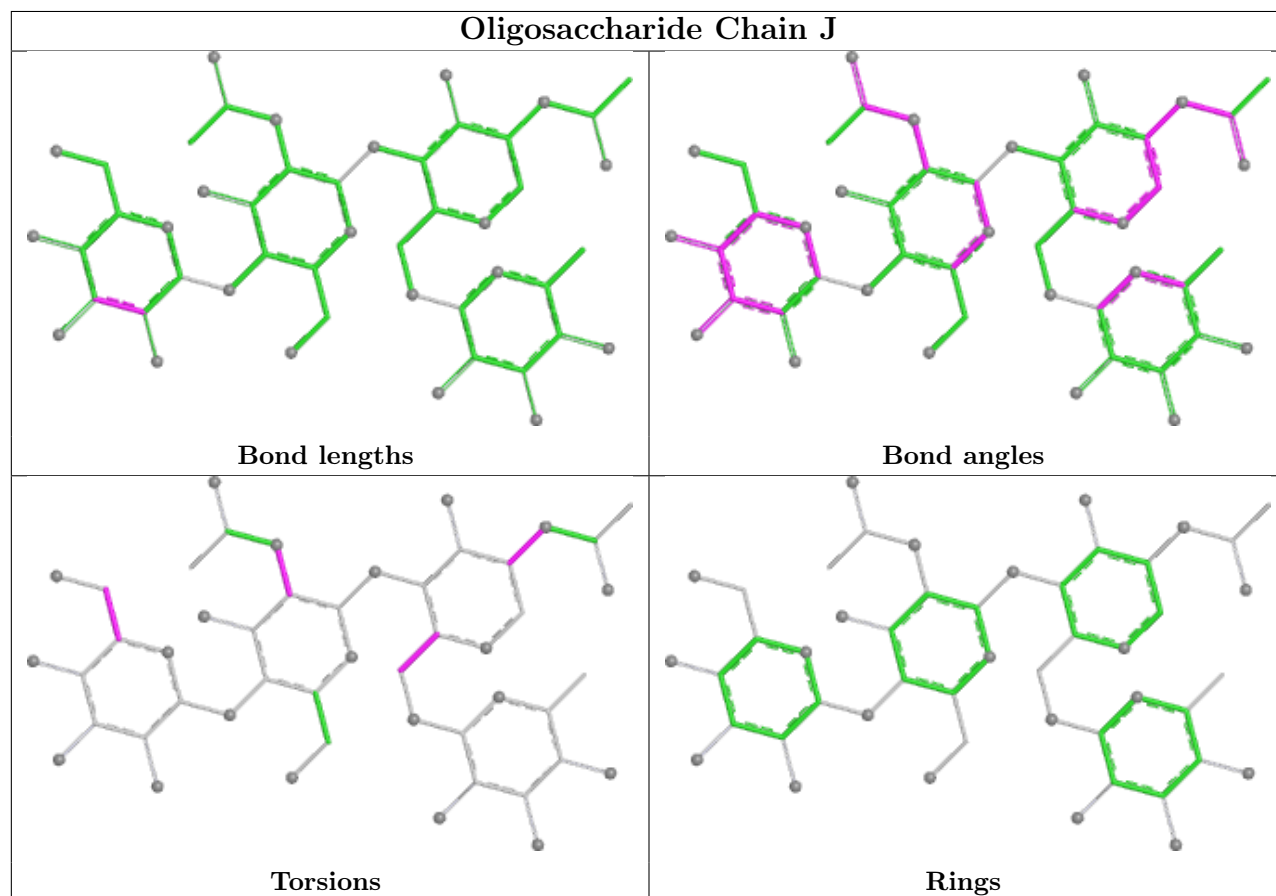 Oligosaccharide Chain J
Bond lengths
Bond angles
Torsions
Rings